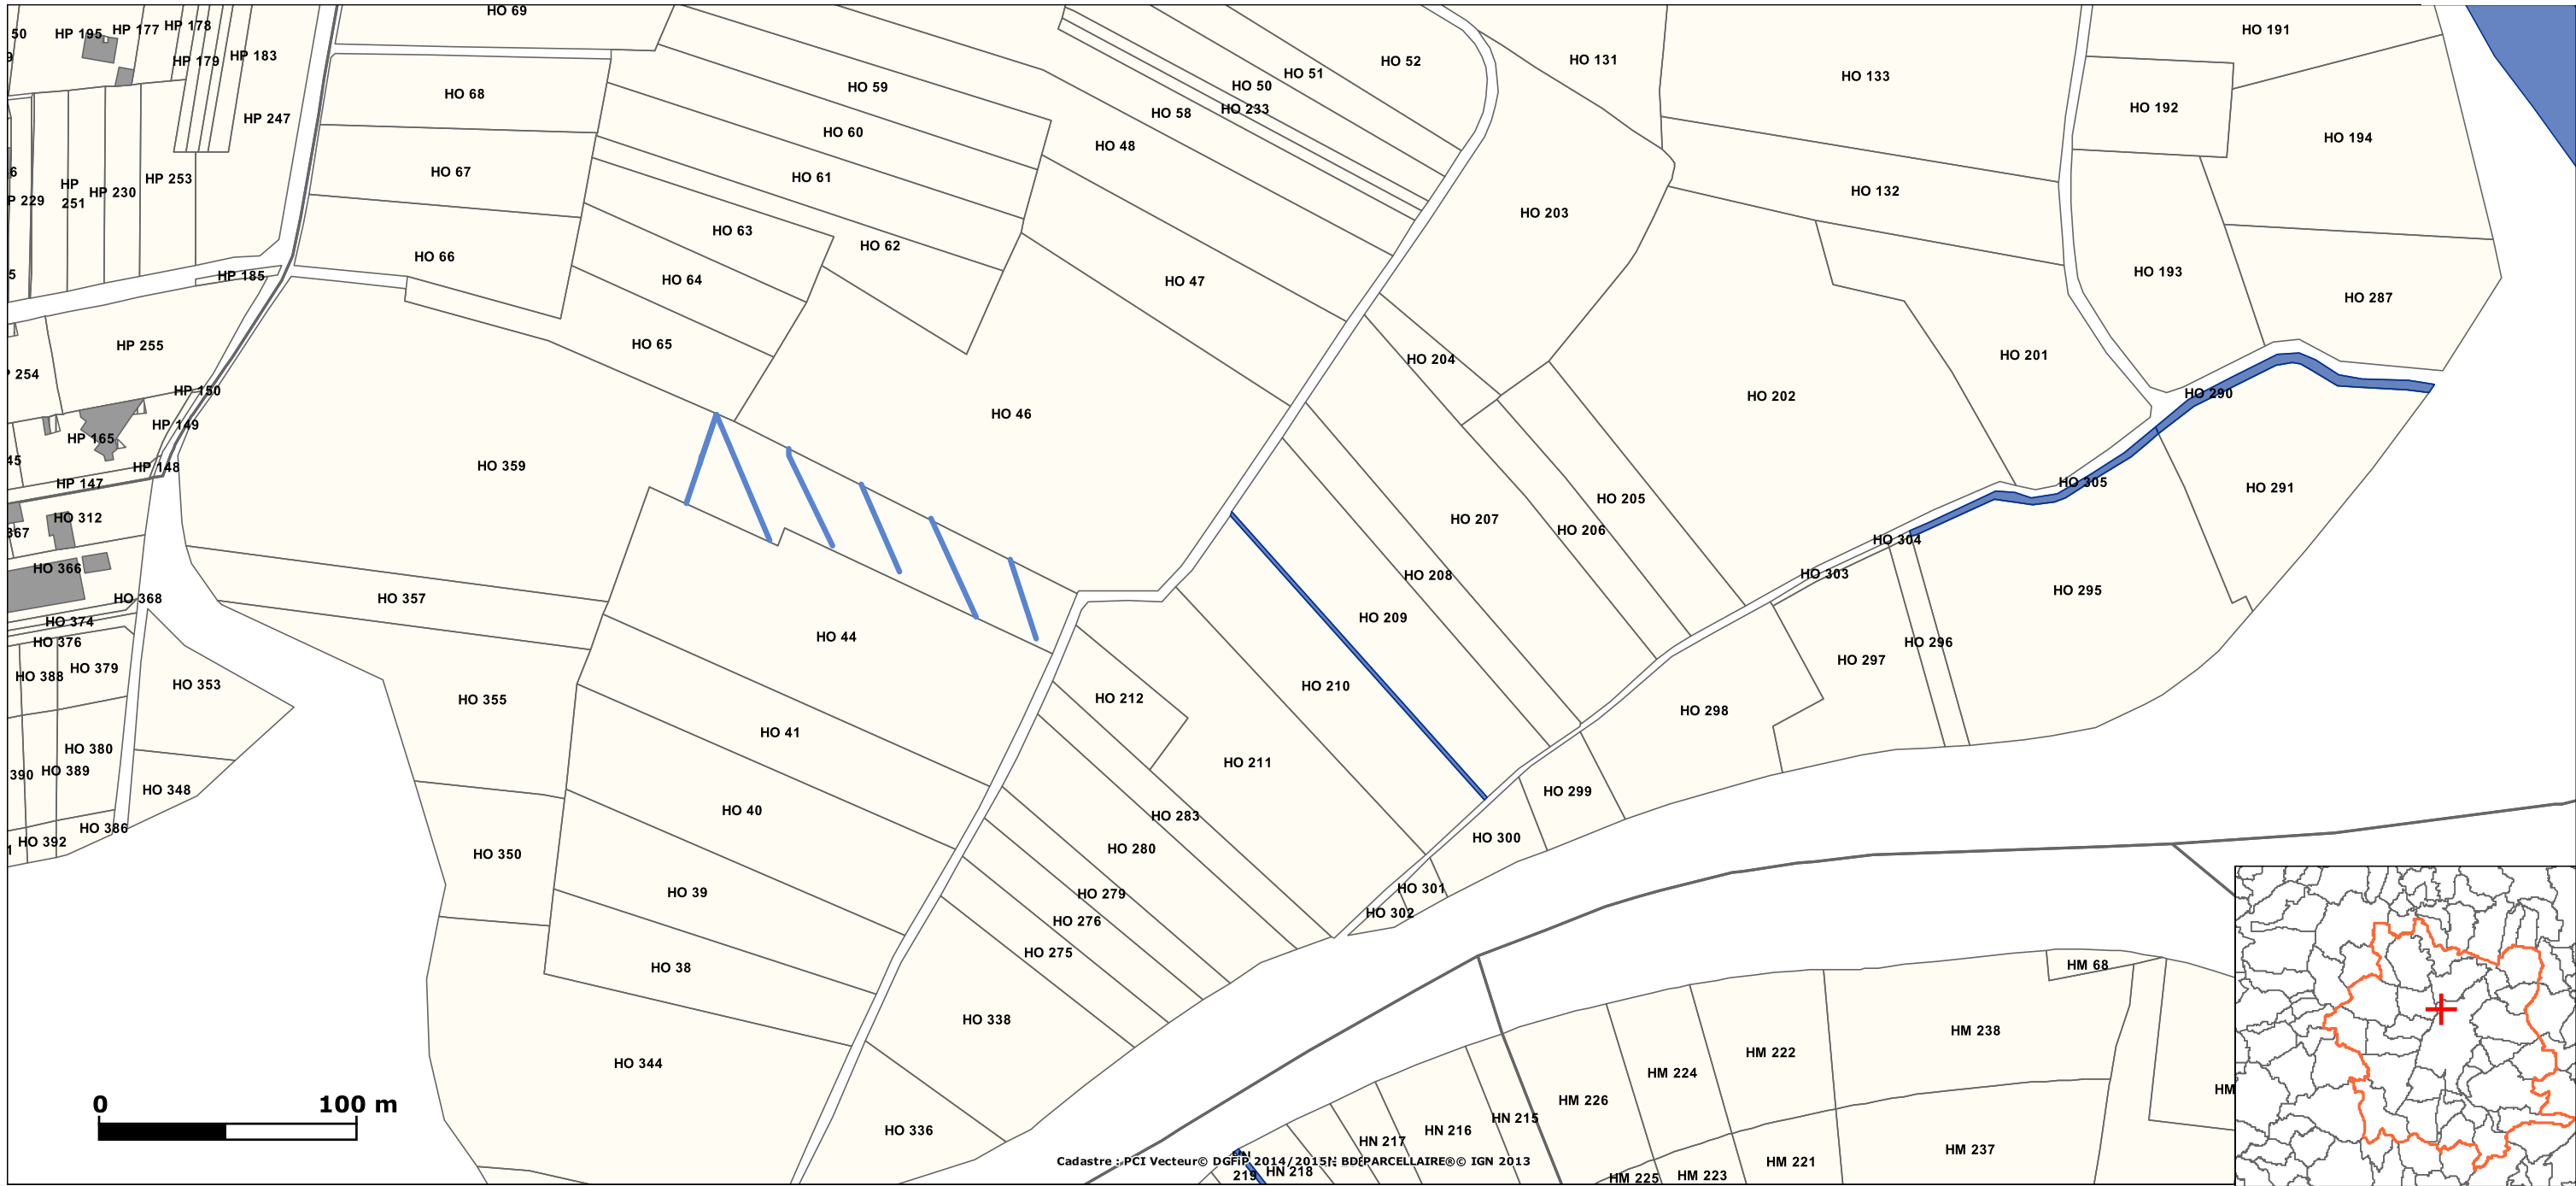 HO 69
50
HP 195
HP 177
HP 178
HP 179
HP 183
HO 191
HO 52
HO 131
HO 51
HO 133
HO 50
HO 59
HO 68
HO 192
HO 233
HO 58
HP 247
HO 60
HO 194
HO 48
HO 67
6
HO 61
HP 253
HP
251
HP 230
HO 132
P 229
HO 203
HO 63
HO 62
HO 66
HO 193
5
HP 185
HO 64
HO 47
HO 287
HO 65
HP 255
HO 201
HO 204
254
HP 150
HO 290
HO 202
HO 46
HP 149
HP 165
45
HP 148
HO 359
HP 147
HO 305
HO 291
HO 205
HO 312
HO 207
HO 206
367
HO 304
HO 366
HO 303
HO 208
HO 295
HO 368
HO 357
HO 209
HO 374
HO 44
HO 376
HO 296
HO 297
HO 379
HO 388
HO 353
HO 210
HO 355
HO 212
HO 298
HO 41
HO 380
HO 211
HO 389
390
HO 348
HO 299
HO 40
HO 283
HO 386
HO 300
HO 392
1
HO 280
HO 350
HO 301
HO 39
HO 279
HO 302
HO 276
HO 275
HM 68
HO 38
HO 338
HM 238
HM 222
HO 344
HM 224
HM
HM 226
0 100 m
HN 215
HO 336
HN 216
HN 217
HM 237
HM 221
Cadastre : PCI Vecteur© DGFiP 2014/2015 BDPARCELLAIRE®© IGN 2013
HN 218
219
HM 225
HM 223